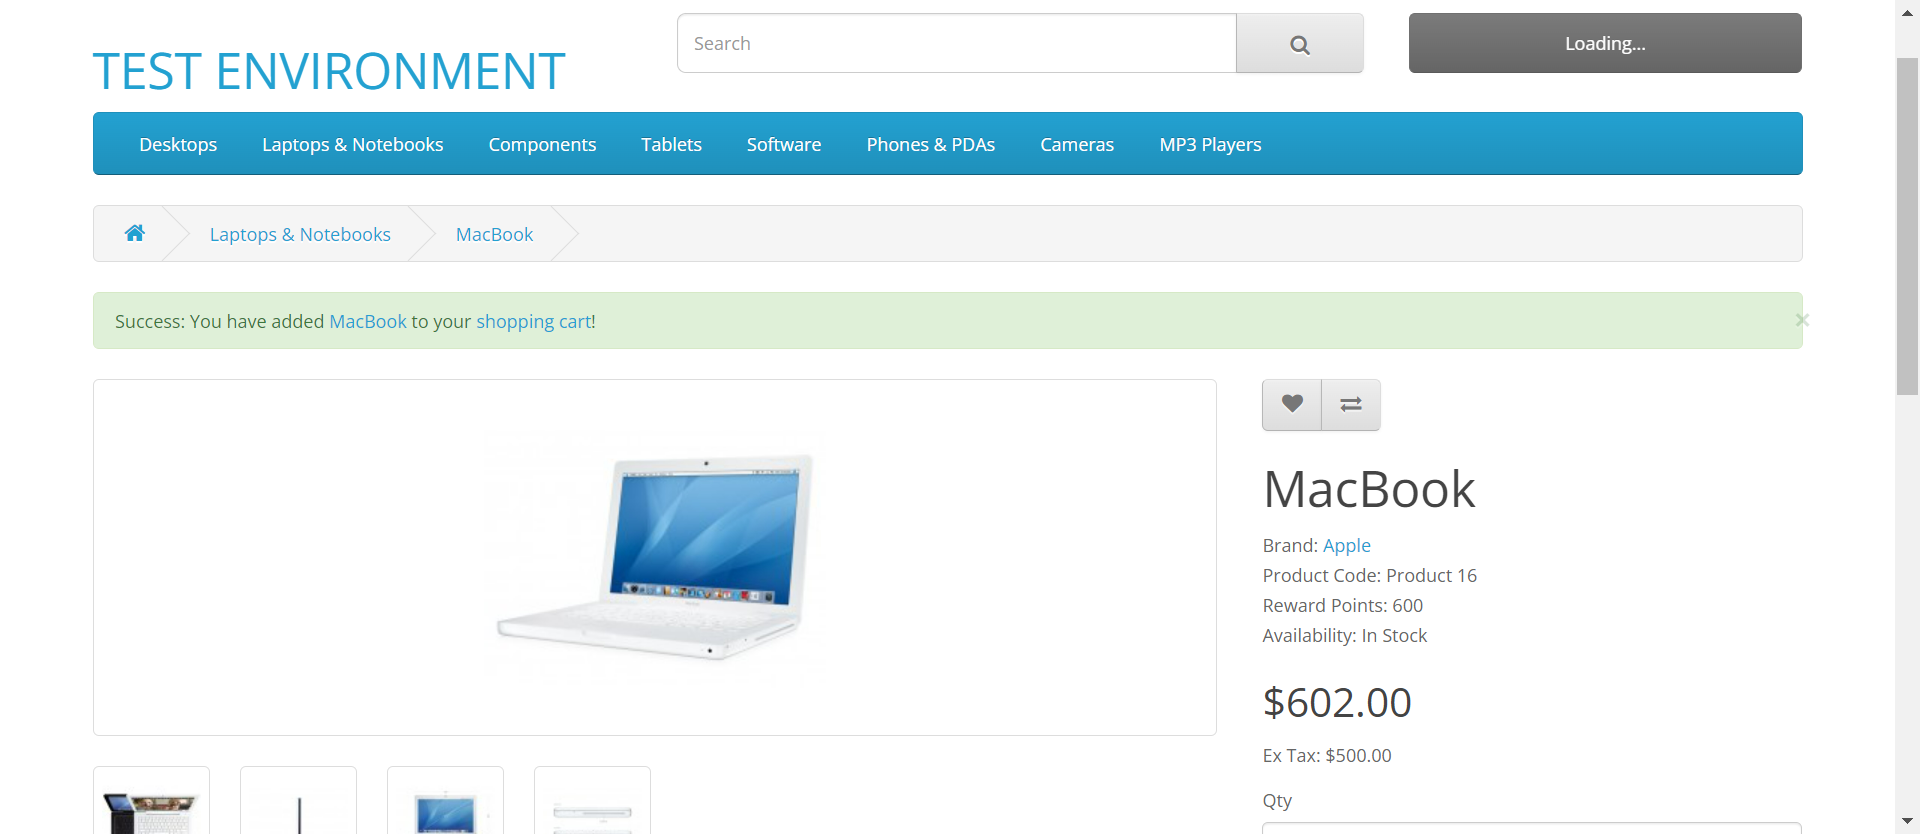 TEST ENVIRONMENT
Search
Loading...
Desktops
Laptops & Notebooks
Components
Tablets
Software
Phones & PDAs
Cameras
MP3 Players
Laptops & Notebooks
MacBook
Success: You have added MacBook to your shopping cart!
×
MacBook
Brand: Apple
Product Code: Product 16
Reward Points: 600
Availability: In Stock
$602.00
Ex Tax: $500.00
Qty